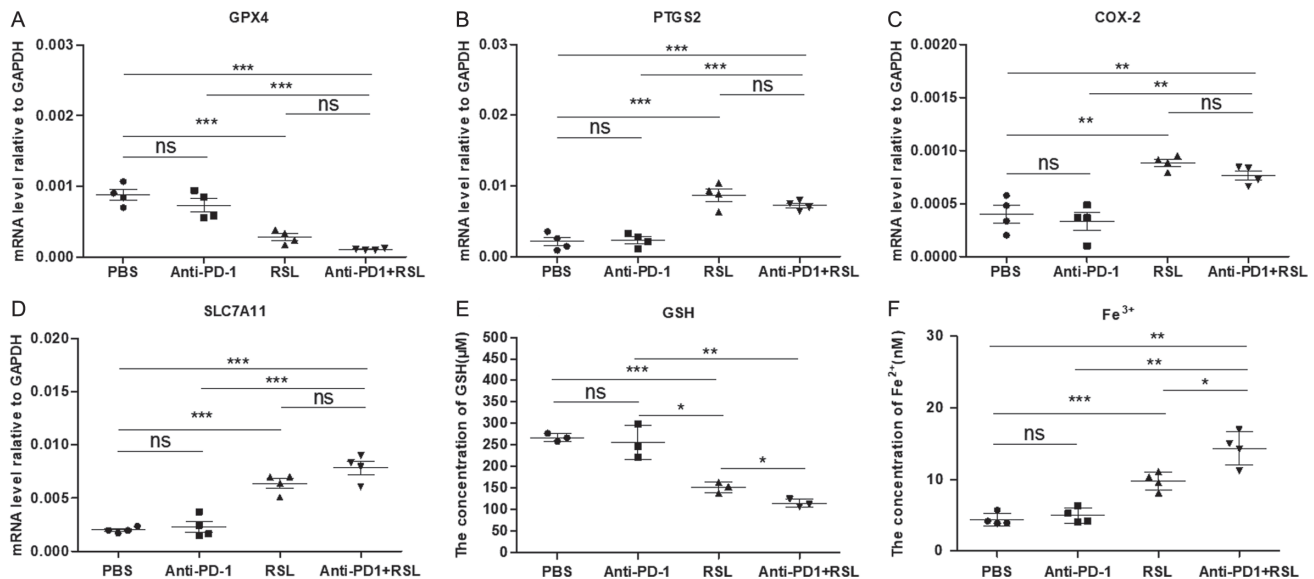 A
GPX4
mRNA level ralative to GAPDH
0.003
0.002
0.001
0.000
***
***
ns
***
ns
PBS
Anti-PD-1
RSL
Anti-PD1+RSL
B
PTGS2
mRNA level ralative to GAPDH
0.03
0.02
0.01
0.00
***
***
ns
***
ns
PBS
Anti-PD-1
RSL
Anti-PD1+RSL
C
COX-2
mRNA level ralative to GAPDH
0.0020
0.0015
0.0010
0.0005
0.0000
**
**
ns
**
ns
PBS
Anti-PD-1
RSL
Anti-PD1+RSL
D
SLC7A11
mRNA level ralative to GAPDH
0.020
0.015
0.010
0.005
0.000
***
***
ns
***
ns
PBS
Anti-PD-1
RSL
Anti-PD1+RSL
E
GSH
The concentration of GSH(μM)
500
450
400
350
300
250
200
150
100
50
0
**
***
ns
*
*
PBS
Anti-PD-1
RSL
Anti-PD1+RSL
F
Fe3+
The concentration of Fe2+(nM)
30
20
10
0
**
**
*
***
ns
PBS
Anti-PD-1
RSL
Anti-PD1+RSL